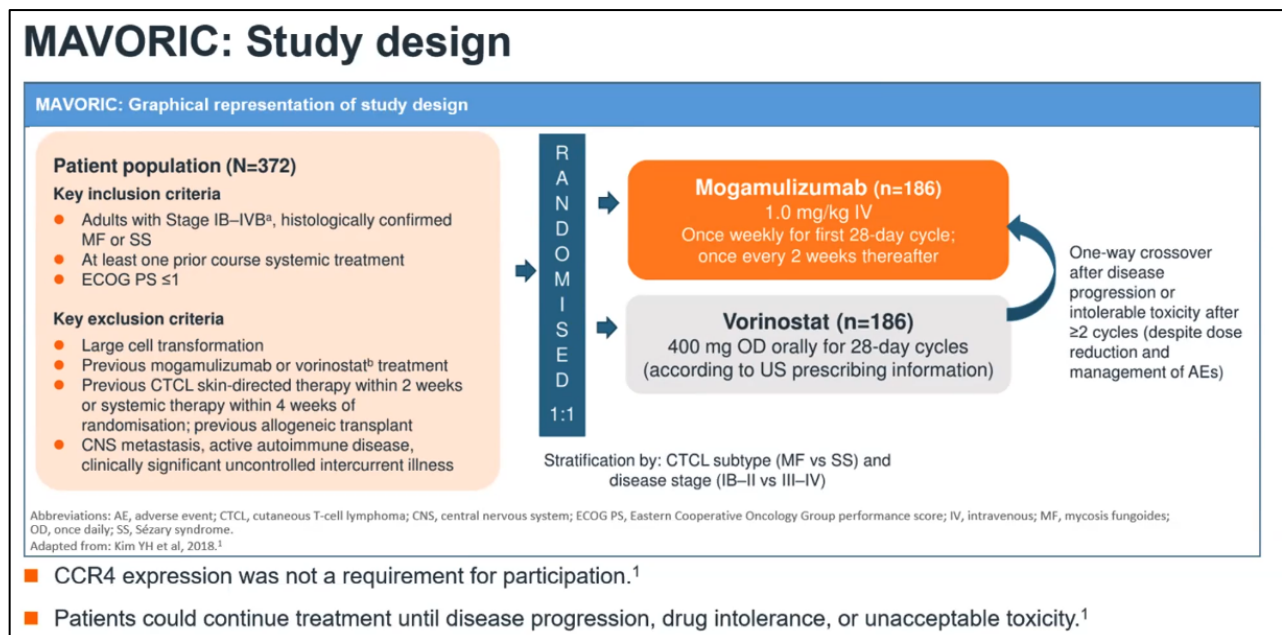 MAVORIC: Study design
MAVORIC: Graphical representation of study design
Patient population (N=372)
Key inclusion criteria
● Adults with Stage IB–IVBᵃ, histologically confirmed
MF or SS
● At least one prior course systemic treatment
● ECOG PS ≤1
Key exclusion criteria
● Large cell transformation
● Previous mogamulizumab or vorinostatᵇ treatment
● Previous CTCL skin-directed therapy within 2 weeks
or systemic therapy within 4 weeks of
randomisation; previous allogeneic transplant
● CNS metastasis, active autoimmune disease,
clinically significant uncontrolled intercurrent illness
RANDOMISED
1:1
Mogamulizumab (n=186)
1.0 mg/kg IV
Once weekly for first 28-day cycle;
once every 2 weeks thereafter
Vorinostat (n=186)
400 mg OD orally for 28-day cycles
(according to US prescribing information)
One-way crossover
after disease
progression or
intolerable toxicity after
≥2 cycles (despite dose
reduction and
management of AEs)
Stratification by: CTCL subtype (MF vs SS) and
disease stage (IB–II vs III–IV)
Abbreviations: AE, adverse event; CTCL, cutaneous T-cell lymphoma; CNS, central nervous system; ECOG PS, Eastern Cooperative Oncology Group performance score; IV, intravenous; MF, mycosis fungoides;
OD, once daily; SS, Sézary syndrome.
Adapted from: Kim YH et al, 2018.¹
■ CCR4 expression was not a requirement for participation.¹
■ Patients could continue treatment until disease progression, drug intolerance, or unacceptable toxicity.¹